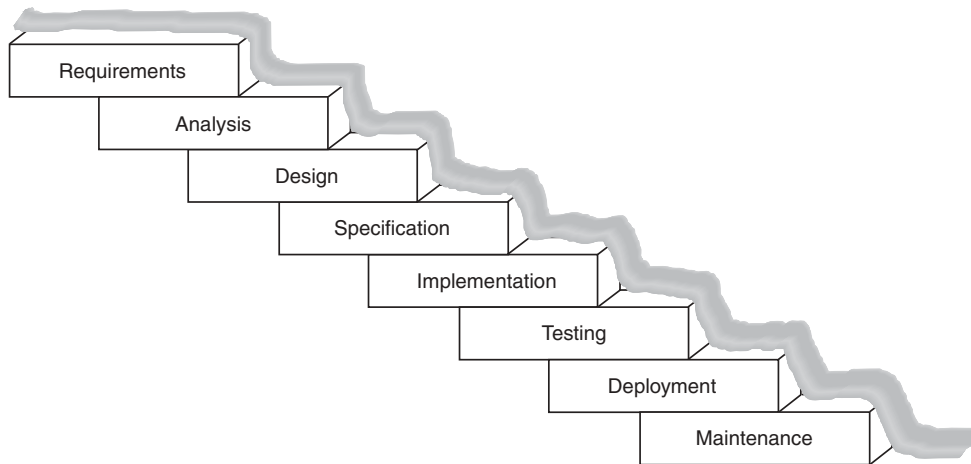 Requirements
Analysis
Design
Specification
Implementation
Testing
Deployment
Maintenance